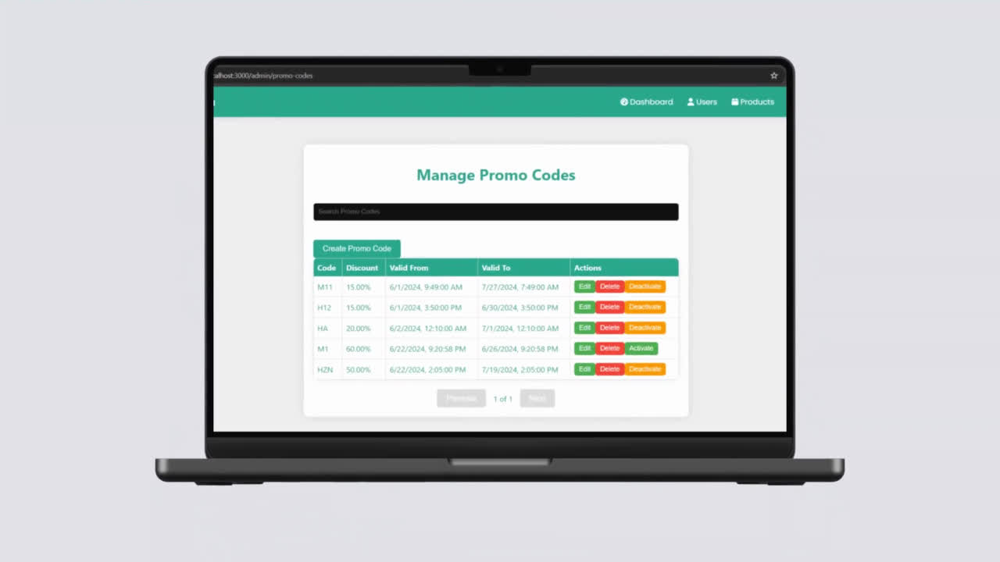 alhost:3000/admin/promo-codes
Dashboard Users Products
Manage Promo Codes
Search Promo Codes
Create Promo Code
Code Discount Valid From Valid To Actions
M11 15.00% 6/1/2024, 9:49:00 AM 7/27/2024, 7:49:00 AM Edit Delete Deactivate
H12 15.00% 6/1/2024, 3:50:00 PM 6/30/2024, 3:50:00 PM Edit Delete Deactivate
HA 20.00% 6/2/2024, 12:10:00 AM 7/1/2024, 12:10:00 AM Edit Delete Deactivate
M1 60.00% 6/22/2024, 9:20:58 PM 6/26/2024, 9:20:58 PM Edit Delete Activate
HZN 50.00% 6/22/2024, 2:05:00 PM 7/19/2024, 2:05:00 PM Edit Delete Deactivate
Previous 1 of 1 Next